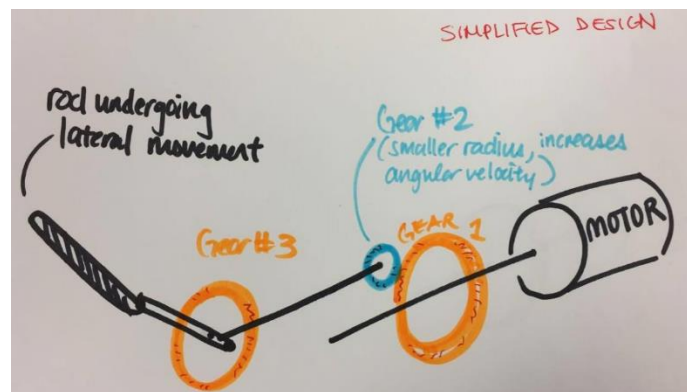 SIMPLIFIED DESIGN
rod undergoing
lateral movement
Gear #2
(smaller radius, increases
angular velocity)
Gear #3
GEAR 1
MOTOR